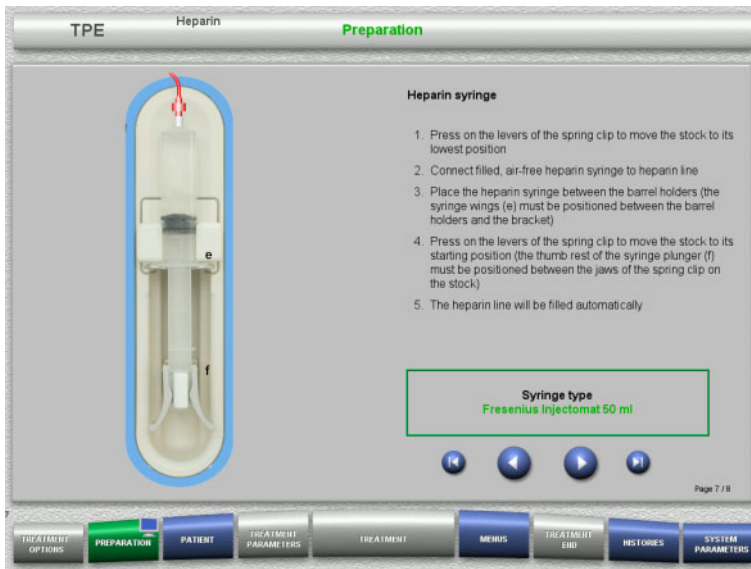 TPE
Heparin
Preparation
Heparin syringe
1. Press on the levers of the spring clip to move the stock to its
lowest position
2. Connect filled, air-free heparin syringe to heparin line
3. Place the heparin syringe between the barrel holders (the
syringe wings (e) must be positioned between the barrel
holders and the bracket)
4. Press on the levers of the spring clip to move the stock to its
starting position (the thumb rest of the syringe plunger (f)
must be positioned between the jaws of the spring clip on
the stock)
5. The heparin line will be filled automatically
e
f
Syringe type
Fresenius Injectomat 50 ml
Page 7 / 8
TREATMENT
OPTIONS
PREPARATION
PATIENT
TREATMENT
PARAMETERS
TREATMENT
MENUS
TREATMENT
END
HISTORIES
SYSTEM
PARAMETERS